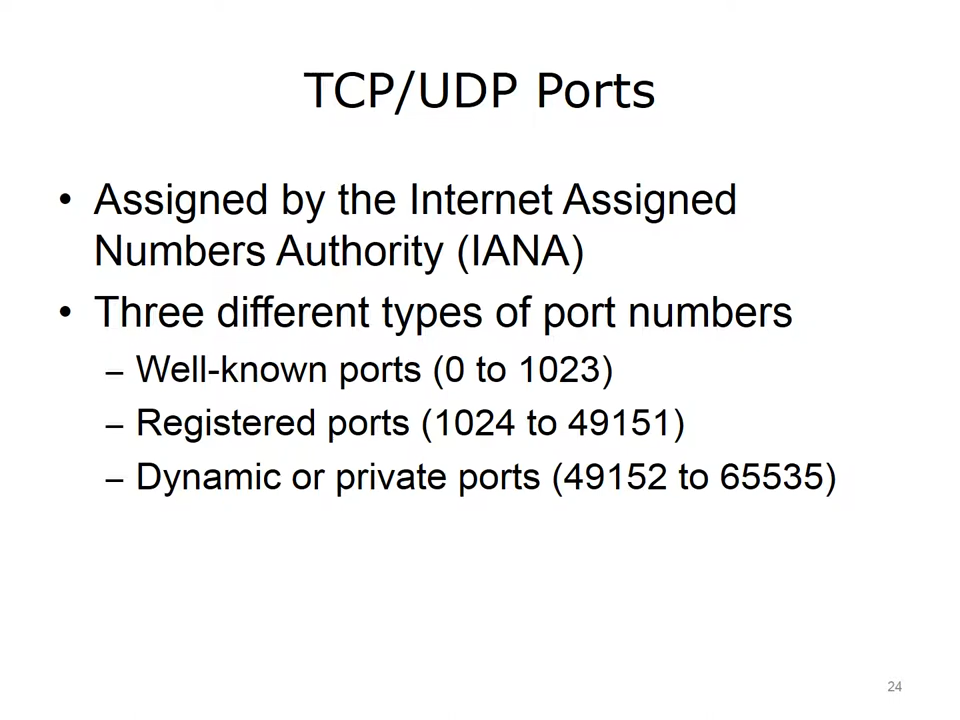 TCP/UDP Ports
• Assigned by the Internet Assigned
Numbers Authority (IANA)
• Three different types of port numbers
– Well-known ports (0 to 1023)
– Registered ports (1024 to 49151)
– Dynamic or private ports (49152 to 65535)
24